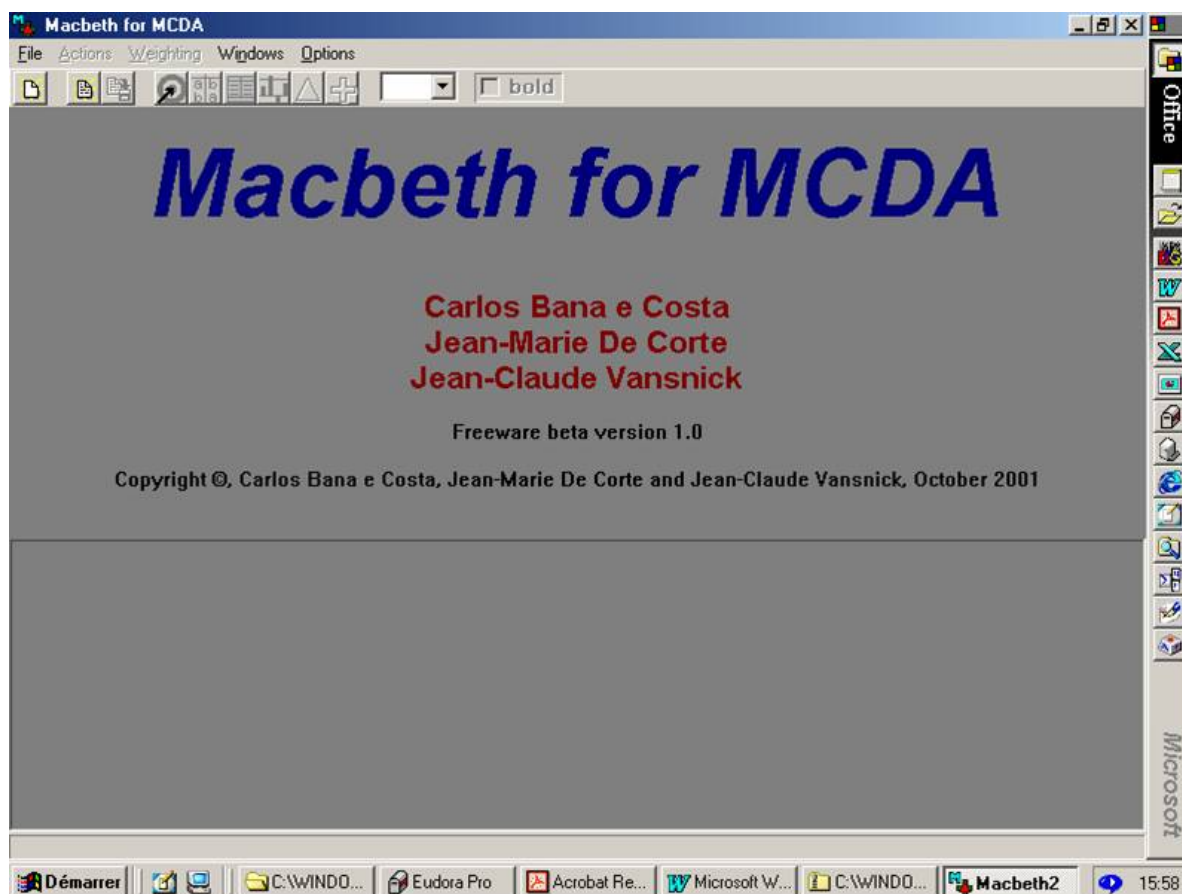 Macbeth for MCDA
File Actions Weighting Windows Options
bold
Office
Macbeth for MCDA
Carlos Bana e Costa
Jean-Marie De Corte
Jean-Claude Vansnick
Freeware beta version 1.0
Copyright ©, Carlos Bana e Costa, Jean-Marie De Corte and Jean-Claude Vansnick, October 2001
Microsoft
Démarrer C:\WINDO... Eudora Pro Acrobat Re... Microsoft W... C:\WINDO... Macbeth2 15:58